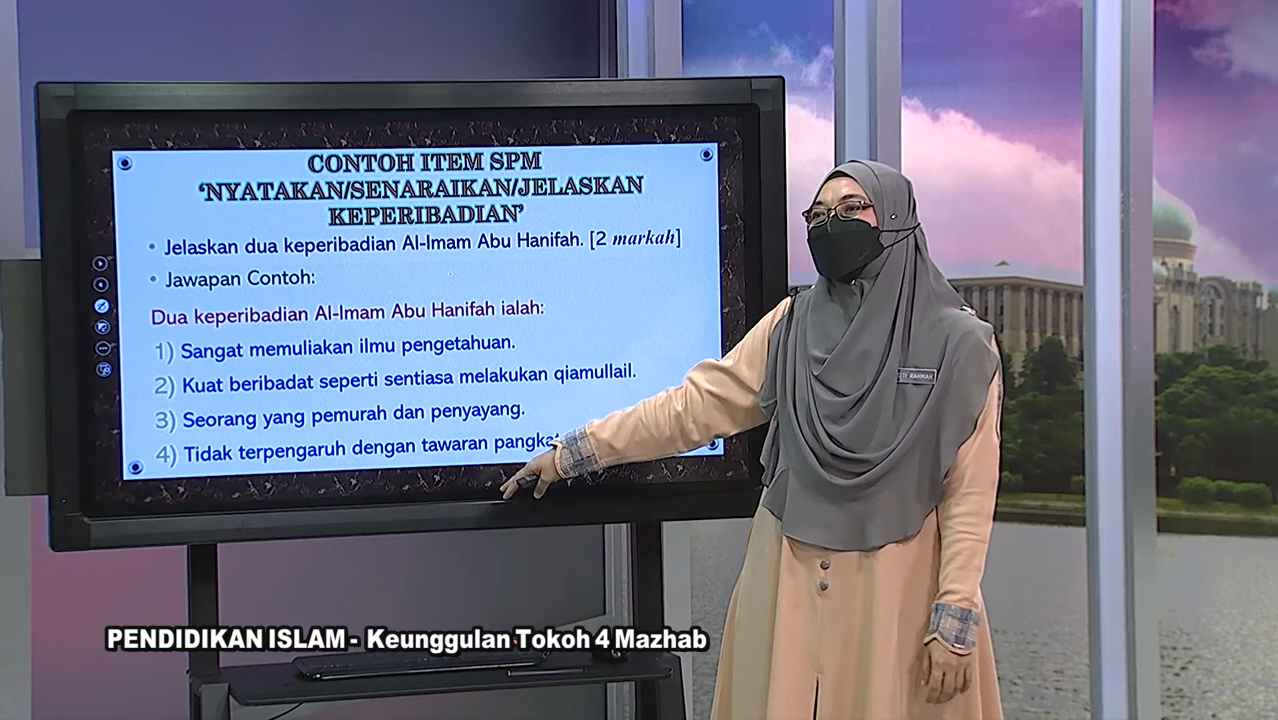 CONTOH ITEM SPM
'NYATAKAN/SENARAIKAN/JELASKAN
KEPERIBADIAN'
• Jelaskan dua keperibadian Al-Imam Abu Hanifah. [2 markah]
• Jawapan Contoh:
Dua keperibadian Al-Imam Abu Hanifah ialah:
1) Sangat memuliakan ilmu pengetahuan.
2) Kuat beribadat seperti sentiasa melakukan qiamullail.
3) Seorang yang pemurah dan penyayang.
4) Tidak terpengaruh dengan tawaran
SITI RAHMAH
PENDIDIKAN ISLAM - Keunggulan Tokoh 4 Mazhab